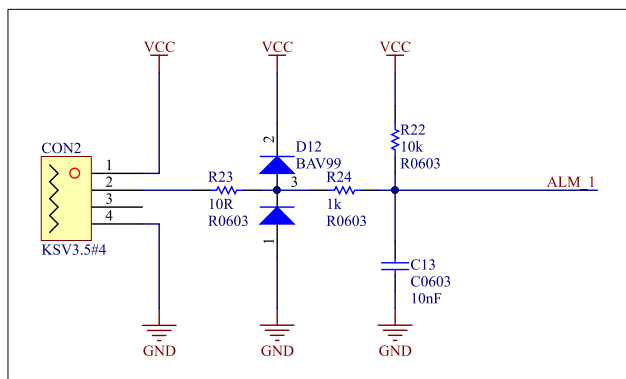 VCC
VCC
VCC
CON2
1
2
3
4
KSV3.5#4
R23
10R
R0603
2
D12
BAV99
3
1
R24
1k
R0603
R22
10k
R0603
ALM_1
C13
C0603
10nF
GND
GND
GND